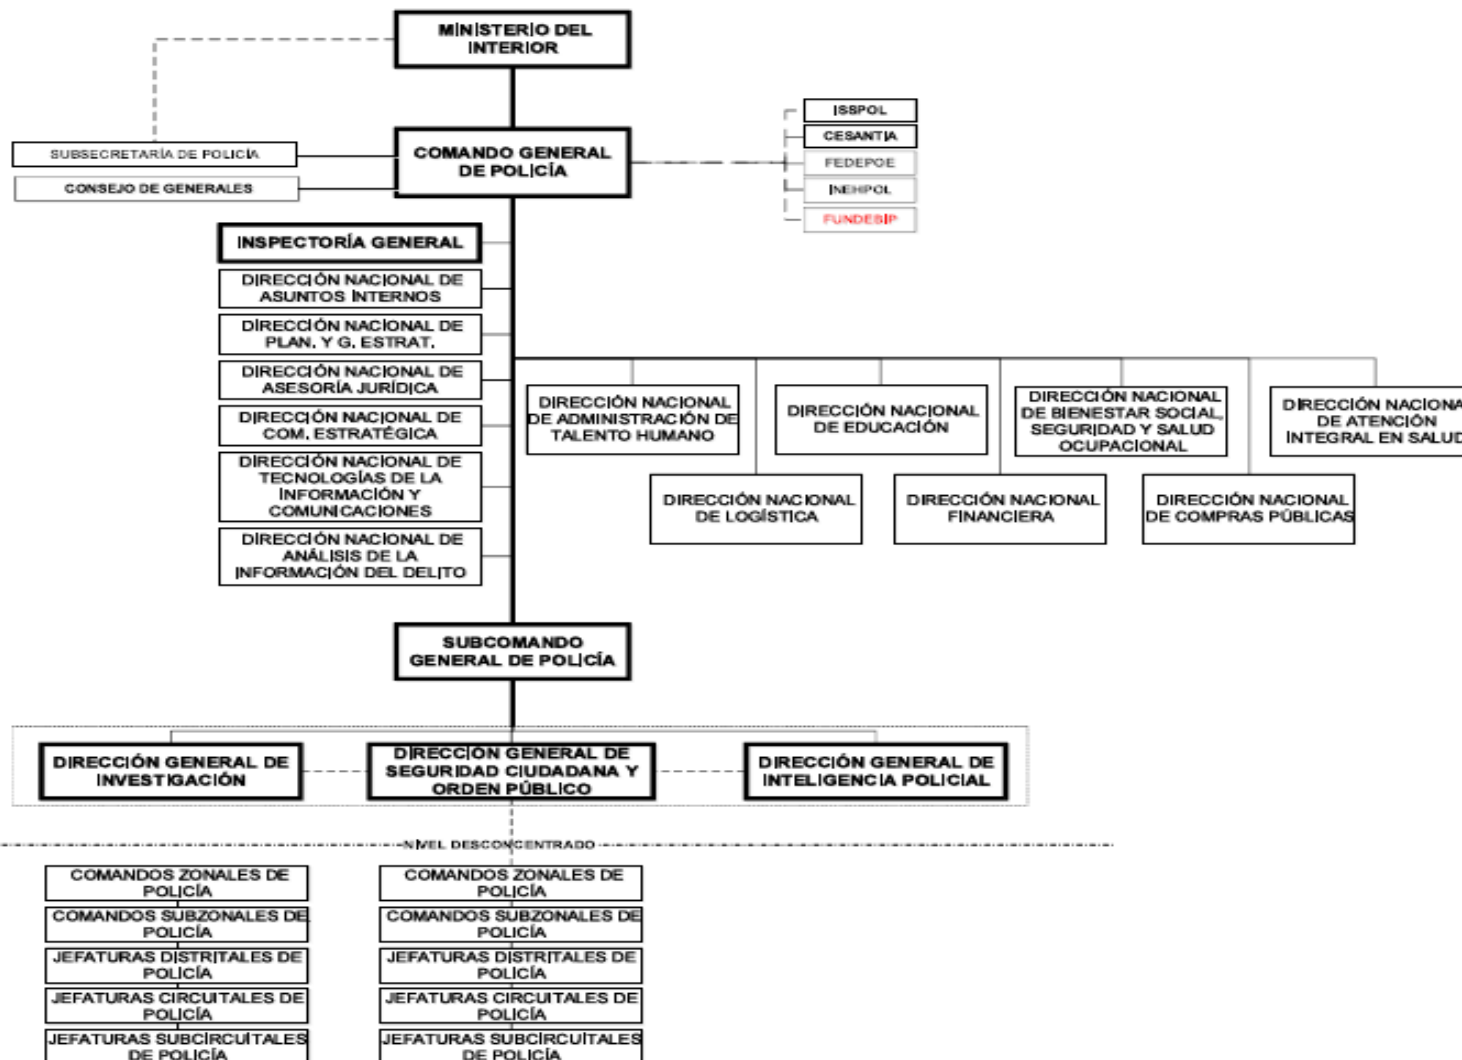 MINISTERIO DEL
INTERIOR
SUBSECRETARÍA DE POLICÍA
CONSEJO DE GENERALES
COMANDO GENERAL
DE POLICÍA
ISSPOL
CESANTIA
FEDEPOE
INEHPOL
FUNDESIP
INSPECTORÍA GENERAL
DIRECCIÓN NACIONAL DE
ASUNTOS INTERNOS
DIRECCIÓN NACIONAL DE
PLAN. Y G. ESTRAT.
DIRECCIÓN NACIONAL DE
ASESORÍA JURÍDICA
DIRECCIÓN NACIONAL DE
COM. ESTRATÉGICA
DIRECCIÓN NACIONAL DE
TECNOLOGÍAS DE LA
INFORMACIÓN Y
COMUNICACIONES
DIRECCIÓN NACIONAL DE
ANÁLISIS DE LA
INFORMACIÓN DEL DELITO
DIRECCIÓN NACIONAL
DE ADMINISTRACIÓN DE
TALENTO HUMANO
DIRECCIÓN NACIONAL
DE EDUCACIÓN
DIRECCIÓN NACIONAL
DE BIENESTAR SOCIAL,
SEGURIDAD Y SALUD
OCUPACIONAL
DIRECCIÓN NACIONA
DE ATENCIÓN
INTEGRAL EN SALUD
DIRECCIÓN NACIONAL
DE LOGÍSTICA
DIRECCIÓN NACIONAL
FINANCIERA
DIRECCIÓN NACIONAL
DE COMPRAS PÚBLICAS
SUBCOMANDO
GENERAL DE POLICÍA
DIRECCIÓN GENERAL DE
INVESTIGACIÓN
DIRECCIÓN GENERAL DE
SEGURIDAD CIUDADANA Y
ORDEN PÚBLICO
DIRECCIÓN GENERAL DE
INTELIGENCIA POLICIAL
NIVEL DESCONCENTRADO
COMANDOS ZONALES DE
POLICÍA
COMANDOS SUBZONALES DE
POLICÍA
JEFATURAS DISTRITALES DE
POLICÍA
JEFATURAS CIRCUITALES DE
POLICÍA
JEFATURAS SUBCIRCUITALES
DE POLICÍA
COMANDOS ZONALES DE
POLICÍA
COMANDOS SUBZONALES DE
POLICÍA
JEFATURAS DISTRITALES DE
POLICÍA
JEFATURAS CIRCUITALES DE
POLICÍA
JEFATURAS SUBCIRCUITALES
DE POLICÍA